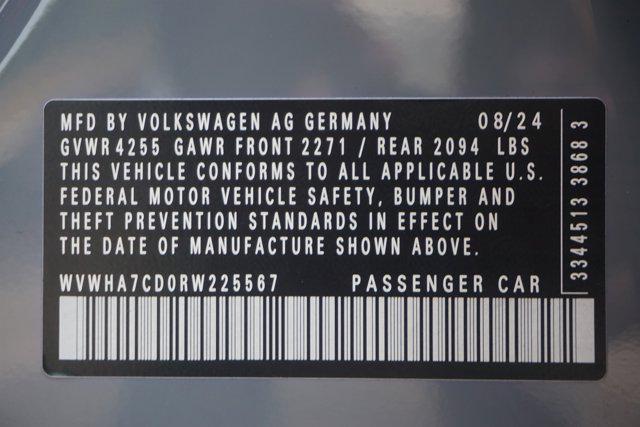 MFD BY VOLKSWAGEN AG GERMANY 08/24
GVWR 4255 GAWR FRONT 2271 / REAR 2094 LBS
THIS VEHICLE CONFORMS TO ALL APPLICABLE U.S.
FEDERAL MOTOR VEHICLE SAFETY, BUMPER AND
THEFT PREVENTION STANDARDS IN EFFECT ON
THE DATE OF MANUFACTURE SHOWN ABOVE.
WVWHA7CD0RW225567 PASSENGER CAR
3344513 3868 3